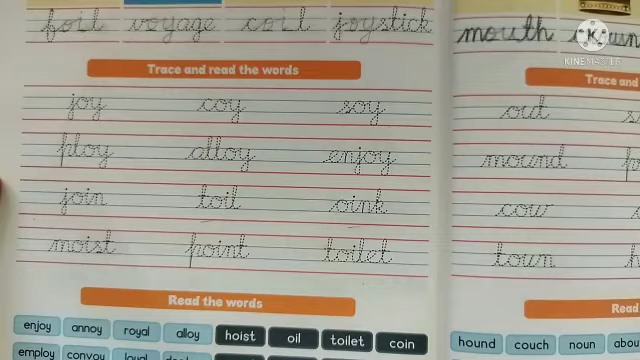 foil voyage coil joystick
Trace and read the words
joy coy soy
ploy alloy enjoy
join toil oink
moist point toilet
Read the words
enjoy annoy royal alloy hoist oil toilet coin
employ convoy loyal
mouth
KINEMASTER
Trace and
out
mound
cow
town
Read
hound couch noun